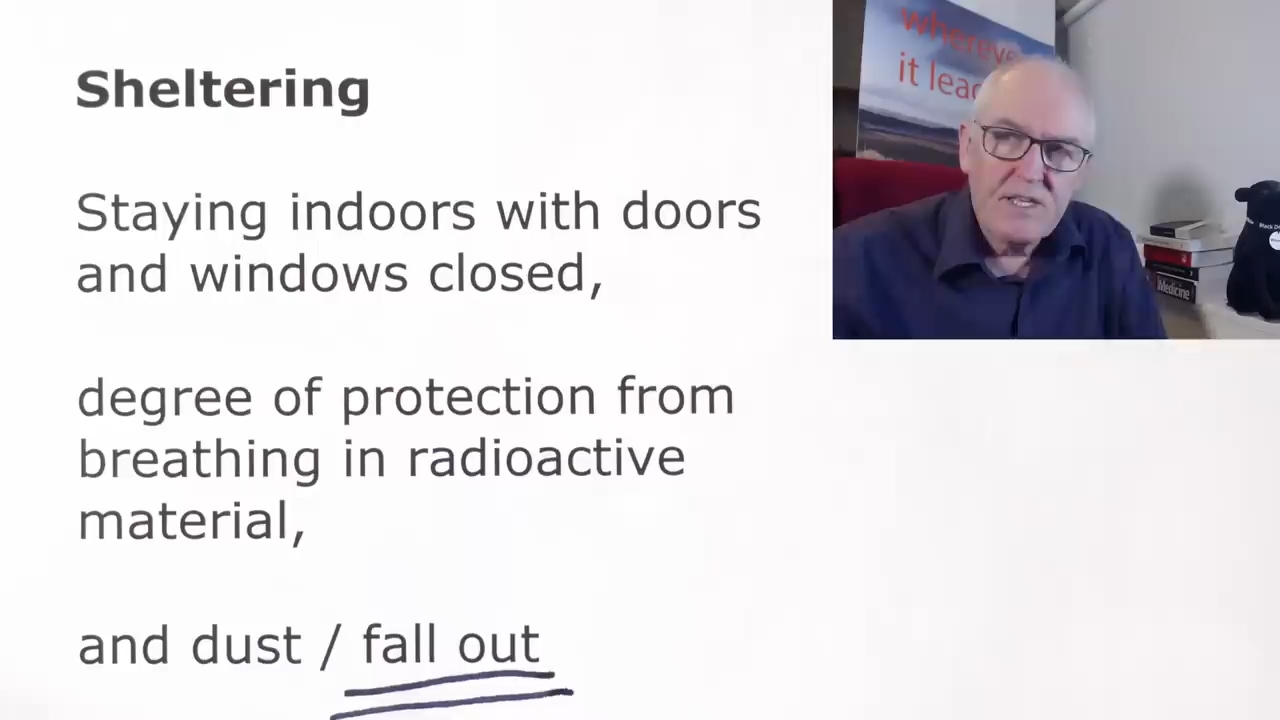 Sheltering
Staying indoors with doors
and windows closed,
degree of protection from
breathing in radioactive
material,
and dust / fall out
it
Medicine